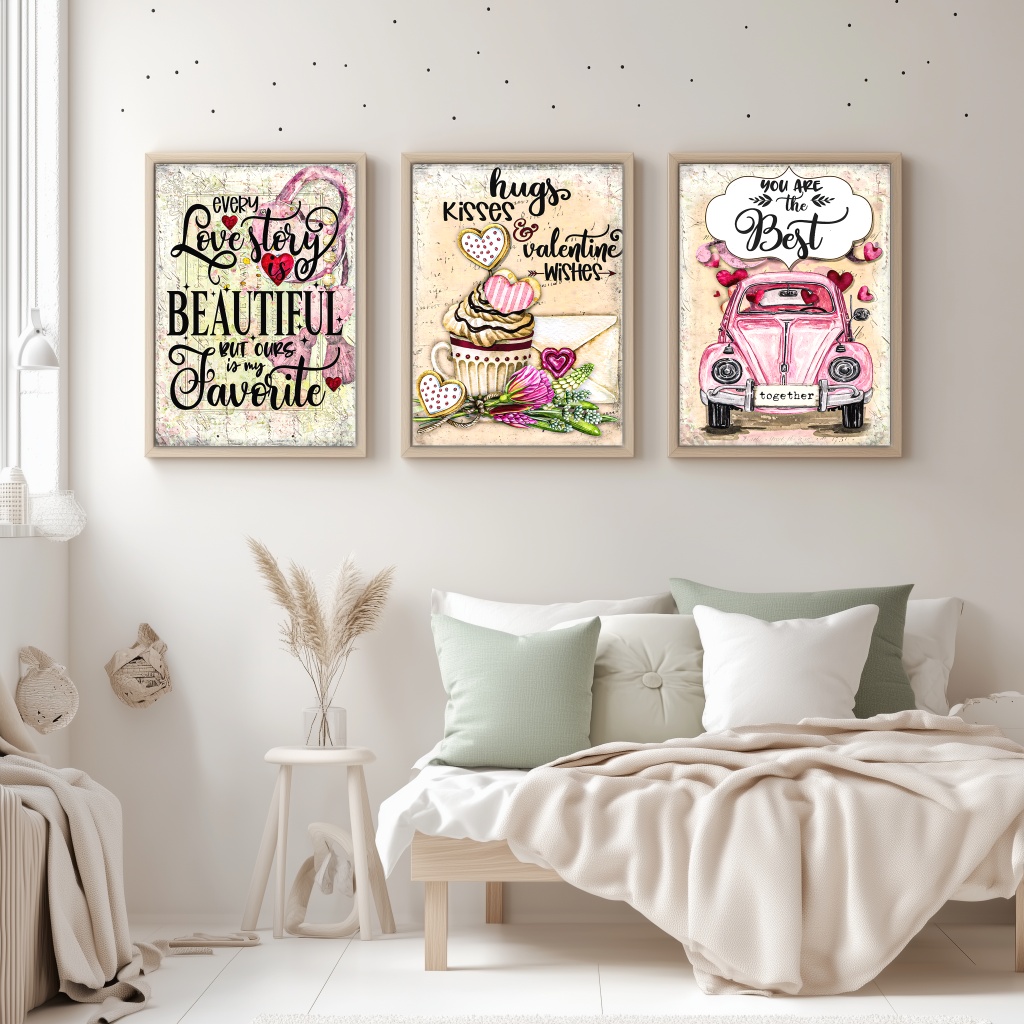 EVERY
Love story
is
BEAUTIFUL
BUT OURS
is my
Favorite
hugs
KISSES
&
valentine
WISHES
YOU ARE
the
Best
together